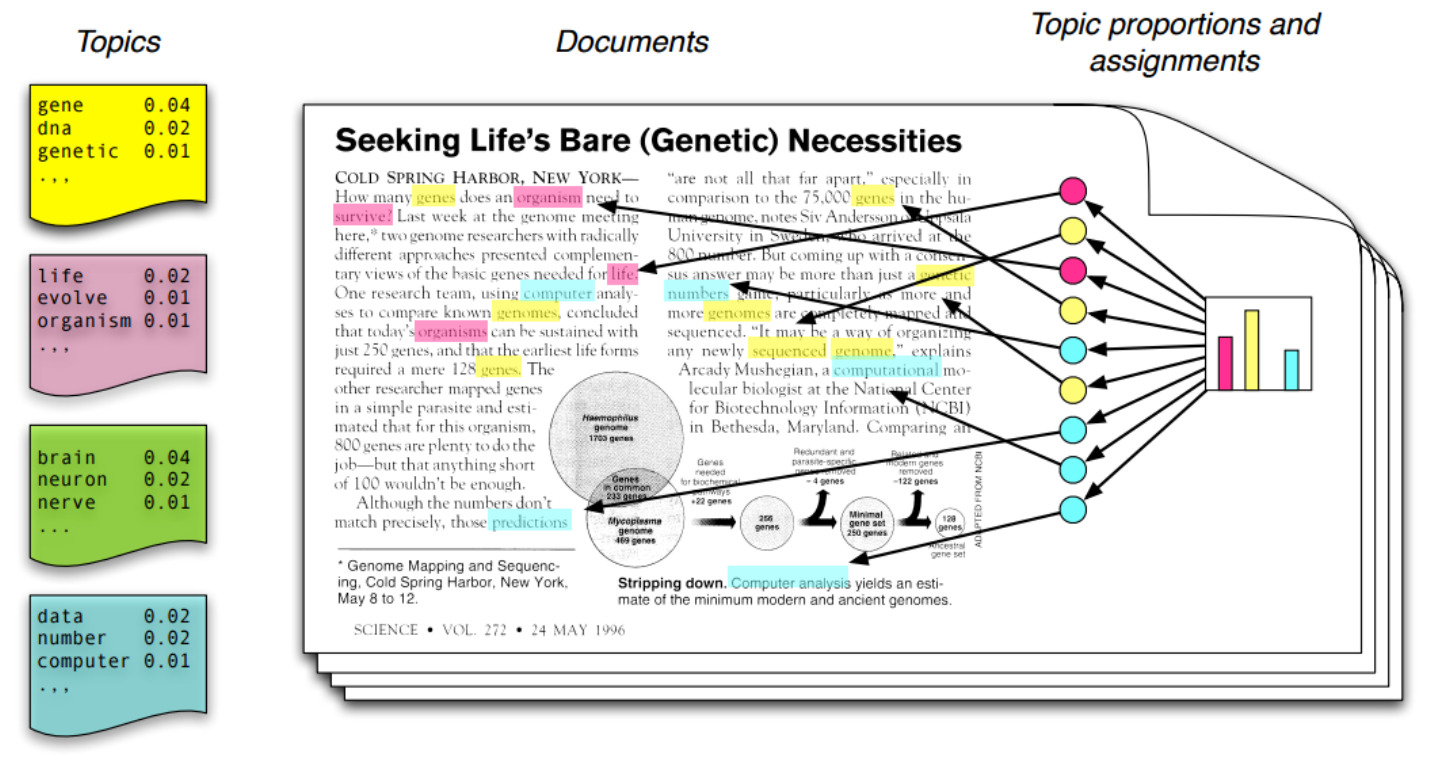 Topics
Documents
Topic proportions and
assignments
gene 0.04
dna 0.02
genetic 0.01
.,,
life 0.02
evolve 0.01
organism 0.01
.,,
brain 0.04
neuron 0.02
nerve 0.01
...
data 0.02
number 0.02
computer 0.01
.,,
Seeking Life's Bare (Genetic) Necessities
COLD SPRING HARBOR, NEW YORK—
How many genes does an organism need to
survive? Last week at the genome meeting
here,* two genome researchers with radically
different approaches presented complemen-
tary views of the basic genes needed for life.
One research team, using computer analy-
ses to compare known genomes, concluded
that today's organisms can be sustained with
just 250 genes, and that the earliest life forms
required a mere 128 genes. The
other researcher mapped genes
in a simple parasite and esti-
mated that for this organism,
800 genes are plenty to do the
job—but that anything short
of 100 wouldn't be enough.
Although the numbers don't
match precisely, those predictions
* Genome Mapping and Sequenc-
ing, Cold Spring Harbor, New York,
May 8 to 12.
"are not all that far apart," especially in
comparison to the 75,000 genes in the hu-
man genome, notes Siv Andersson of Uppsala
University in Sweden, who arrived at the
800 number. But coming up with a consen-
sus answer may be more than just a genetic
numbers game, particularly as more and
more genomes are completely mapped and
sequenced. "It may be a way of organizing
any newly sequenced genome," explains
Arcady Mushegian, a computational mo-
lecular biologist at the National Center
for Biotechnology Information (NCBI)
in Bethesda, Maryland. Comparing an
Haemophilus
genome
1703 genes
Genes
in common
233 genes
Mycoplasma
genome
469 genes
Genes
needed
for biochemical
pathways
+22 genes
256
genes
Redundant and
parasite-specific
genes removed
– 4 genes
Minimal
gene set
250 genes
Related and
modern genes
removed
–122 genes
128
genes
Ancestral
gene set
ADAPTED FROM NCBI
Stripping down. Computer analysis yields an esti-
mate of the minimum modern and ancient genomes.
SCIENCE • VOL. 272 • 24 MAY 1996